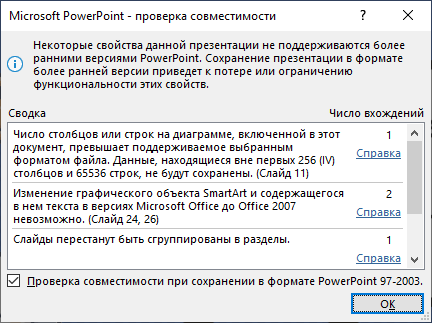 Microsoft PowerPoint - проверка совместимости
Некоторые свойства данной презентации не поддерживаются более
ранними версиями PowerPoint. Сохранение презентации в формате
более ранней версии приведет к потере или ограничению
функциональности этих свойств.
Сводка Число вхождений
Число столбцов или строк на диаграмме, включенной в этот 1
документ, превышает поддерживаемое выбранным Справка
форматом файла. Данные, находящиеся вне первых 256 (IV)
столбцов и 65536 строк, не будут сохранены. (Слайд 11)
Изменение графического объекта SmartArt и содержащегося 2
в нем текста в версиях Microsoft Office до Office 2007 Справка
невозможно. (Слайд 24, 26)
Слайды перестанут быть сгруппированы в разделы. 1
Справка
Проверка совместимости при сохранении в формате PowerPoint 97-2003.
ОК